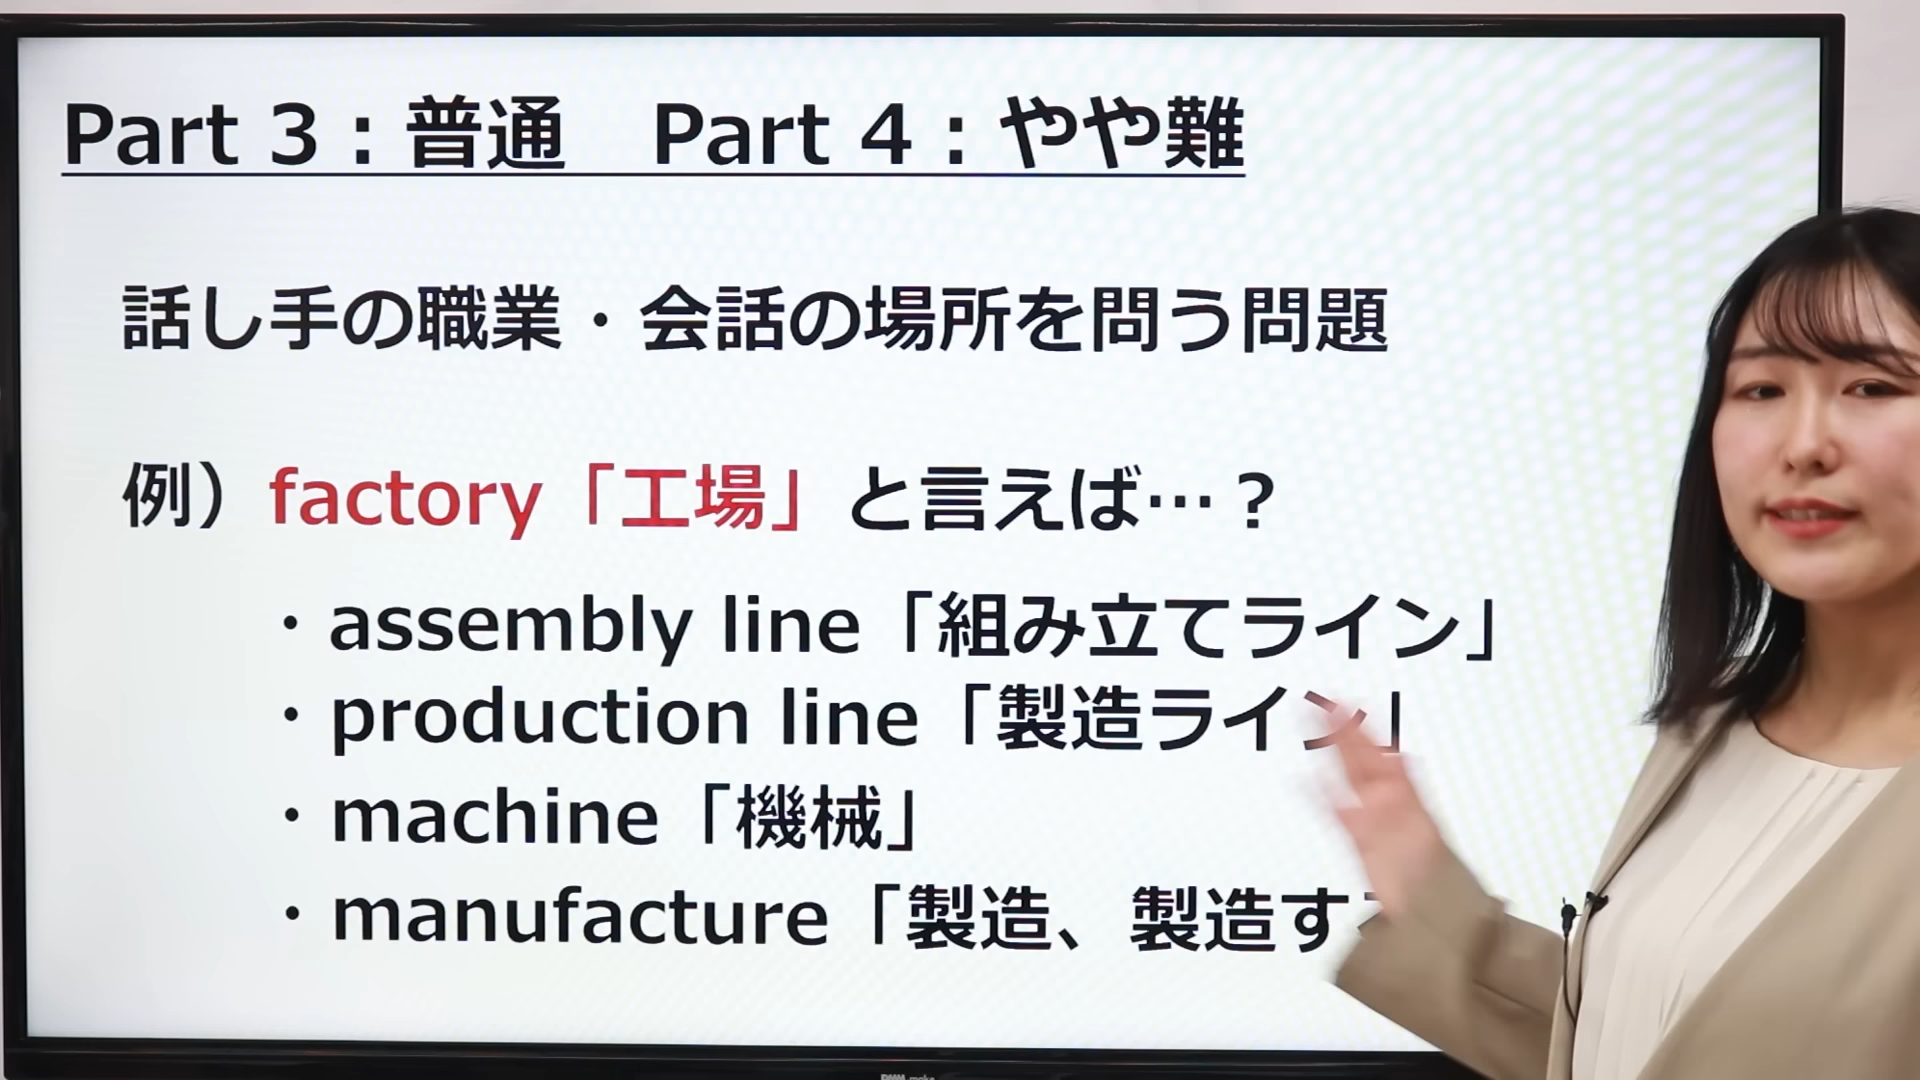 Part 3：普通　Part 4：やや難
話し手の職業・会話の場所を問う問題
例）factory「工場」と言えば…？
・assembly line「組み立てライン」
・production line「製造ライン」
・machine「機械」
・manufacture「製造、製造す